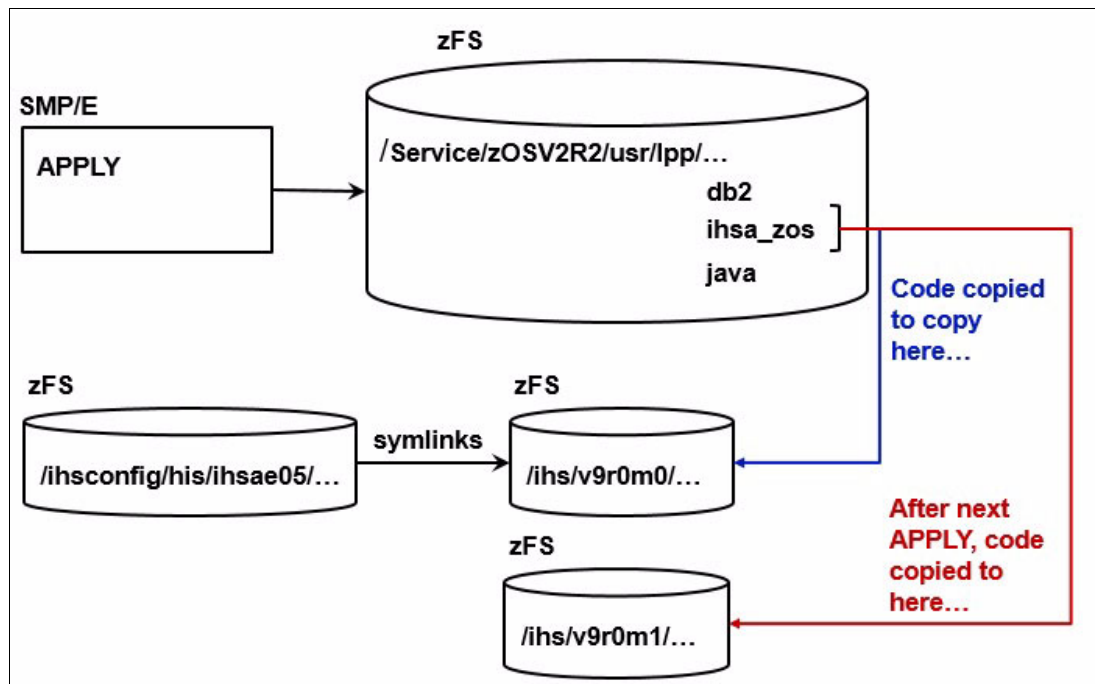 zFS
SMP/E
APPLY
/Service/zOSV2R2/usr/lpp/…
db2
ihsa_zos
java
Code copied
to copy
here…
zFS
/ihsconfig/his/ihsae05/…
symlinks
zFS
/ihs/v9r0m0/…
After next
APPLY, code
copied to
here…
zFS
/ihs/v9r0m1/…